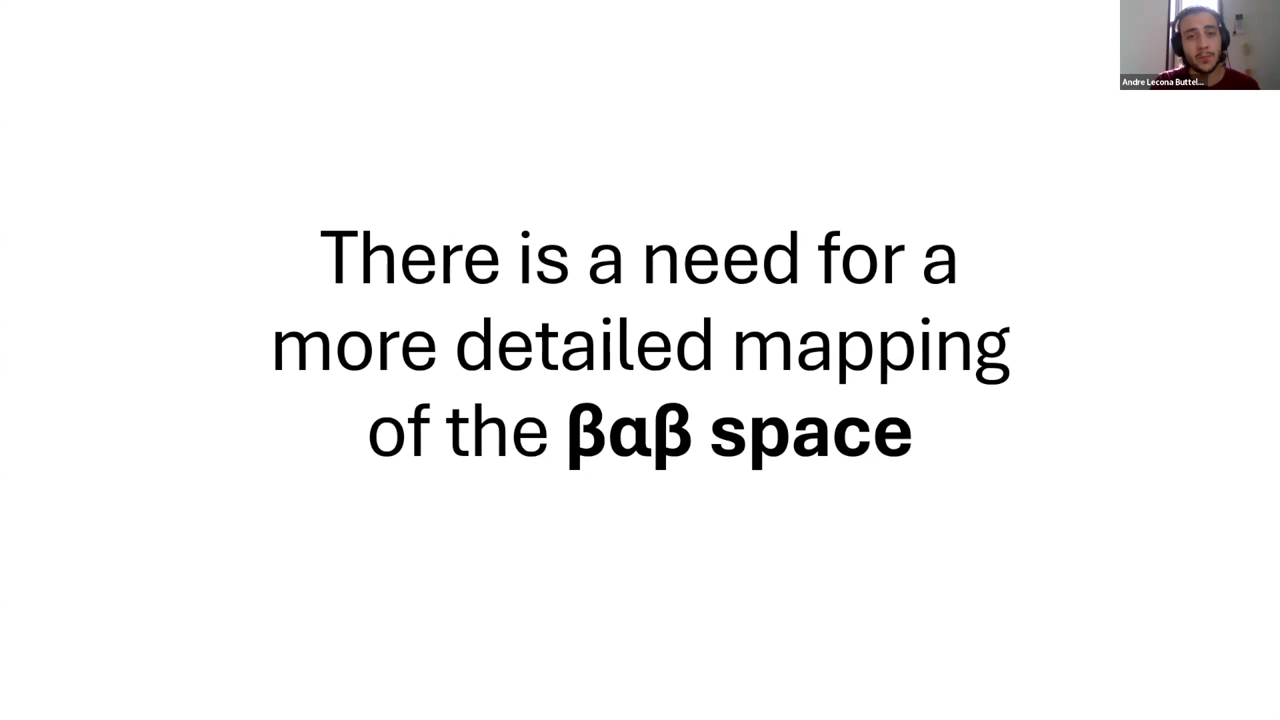 Andre Lecona Buttel...
There is a need for a
more detailed mapping
of the βαβ space